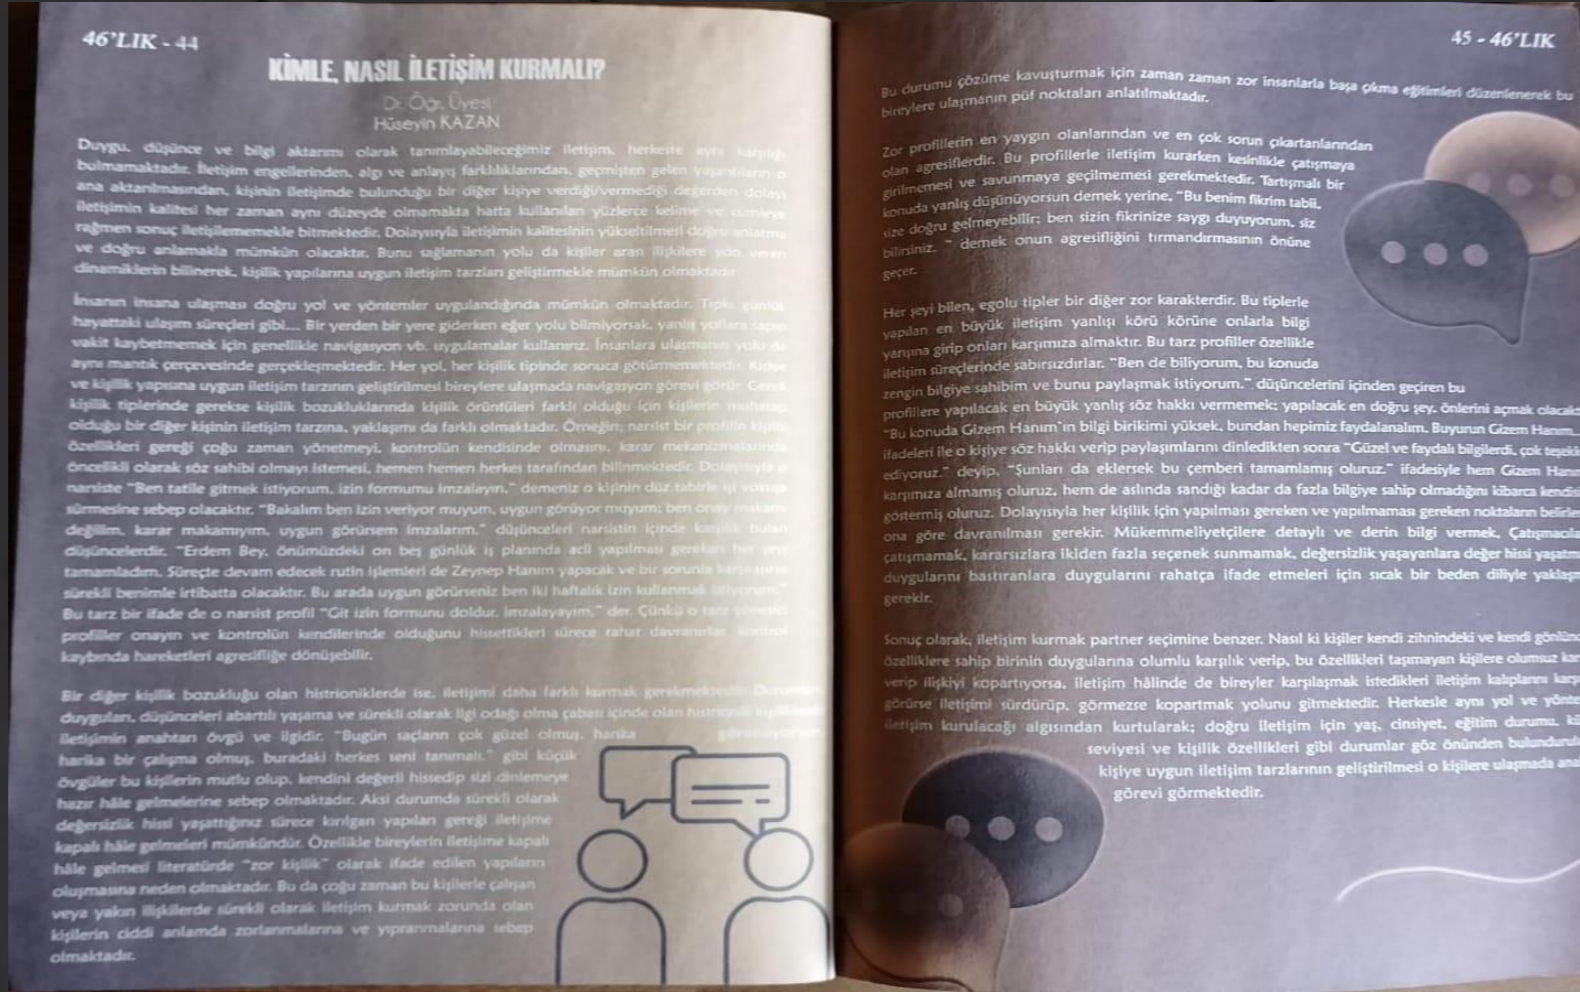 46'LIK - 44
KİMLE, NASIL İLETİŞİM KURMALI?
Dr. Öğr. Üyesi
Hüseyin KAZAN
Duygu, düşünce ve bilgi aktarımı olarak tanımlayabileceğimiz iletişim, herkeste aynı karşılığı
bulmamaktadır. İletişim engellerinden, algı ve anlayış farklılıklarından, geçmişten gelen yaşantıların o
ana aktarılmasından, kişinin iletişimde bulunduğu bir diğer kişiye verdiği/vermediği değerden dolayı
iletişimin kalitesi her zaman aynı düzeyde olmamakta hatta kullanılan yüzlerce kelime ve cümleye
rağmen sonuç iletişilememekle bitmektedir. Dolayısıyla iletişimin kalitesinin yükseltilmesi doğru anlatma
ve doğru anlamakla mümkün olacaktır. Bunu sağlamanın yolu da kişiler arası ilişkilere yön veren
dinamiklerin bilinerek, kişilik yapılarına uygun iletişim tarzları geliştirmekle mümkün olmaktadır.
İnsanın insana ulaşması doğru yol ve yöntemler uygulandığında mümkün olmaktadır. Tıpkı günlük
hayattaki ulaşım süreçleri gibi... Bir yerden bir yere giderken eğer yolu bilmiyorsak, yanlış yollara sapıp
vakit kaybetmemek için genellikle navigasyon vb. uygulamalar kullanırız. İnsanlara ulaşmanın yolu da
aynı mantık çerçevesinde gerçekleşmektedir. Her yol, her kişilik tipinde sonuca götürmemektedir. Kişiye
ve kişilik yapısına uygun iletişim tarzının geliştirilmesi bireylere ulaşmada navigasyon görevi görür. Gerek
kişilik tiplerinde gerekse kişilik bozukluklarında kişilik örüntüleri farklı olduğu için kişilerin muhatap
olduğu bir diğer kişinin iletişim tarzına, yaklaşımı da farklı olmaktadır. Örneğin; narsist bir profilin kişilik
özellikleri gereği çoğu zaman yönetmeyi, kontrolün kendisinde olmasını, karar mekanizmalarında
öncelikli olarak söz sahibi olmayı istemesi, hemen hemen herkes tarafından bilinmektedir. Dolayısıyla o
narsiste "Ben tatile gitmek istiyorum, izin formumu imzalayın." demeniz o kişinin düz tabirle işi yokuşa
sürmesine sebep olacaktır. "Bakalım ben izin veriyor muyum, uygun görüyor muyum; ben onay makamı
değilim, karar makamıyım, uygun görürsem imzalarım." düşünceleri narsistin içinde karşılık bulan
düşüncelerdir. "Erdem Bey, önümüzdeki on beş günlük iş planında acil yapılması gereken her şeyi
tamamladım. Süreçte devam edecek rutin işlemleri de Zeynep Hanım yapacak ve bir sorunla karşılaşırsa
sürekli benimle irtibatta olacaktır. Bu arada uygun görürseniz ben iki haftalık izin kullanmak istiyorum."
Bu tarz bir ifade de o narsist profil "Git izin formunu doldur, imzalayayım." der. Çünkü o tarz yönetici
profiller onayın ve kontrolün kendilerinde olduğunu hissettikleri sürece rahat davranırlar, kontrol
kaybında hareketleri agresifliğe dönüşebilir.
Bir diğer kişilik bozukluğu olan histrioniklerde ise, iletişimi daha farklı kurmak gerekmektedir. Durumları,
duyguları, düşünceleri abartılı yaşama ve sürekli olarak ilgi odağı olma çabası içinde olan histrionik kişiliklerde
iletişimin anahtarı övgü ve ilgidir. "Bugün saçların çok güzel olmuş, harika görünüyorsun,
harika bir çalışma olmuş, buradaki herkes seni tanımalı." gibi küçük
övgüler bu kişilerin mutlu olup, kendini değerli hissedip sizi dinlemeye
hazır hâle gelmelerine sebep olmaktadır. Aksi durumda sürekli olarak
değersizlik hissi yaşattığınız sürece kırılgan yapıları gereği iletişime
kapalı hâle gelmeleri mümkündür. Özellikle bireylerin iletişime kapalı
hâle gelmesi literatürde "zor kişilik" olarak ifade edilen yapıların
oluşmasına neden olmaktadır. Bu da çoğu zaman bu kişilerle çalışan
veya yakın ilişkilerde sürekli olarak iletişim kurmak zorunda olan
kişilerin ciddi anlamda zorlanmalarına ve yıpranmalarına sebep
olmaktadır.
45 - 46'LIK
Bu durumu çözüme kavuşturmak için zaman zaman zor insanlarla başa çıkma eğitimleri düzenlenerek bu
bireylere ulaşmanın püf noktaları anlatılmaktadır.
Zor profillerin en yaygın olanlarından ve en çok sorun çıkartanlarından
olan agresiflerdir. Bu profillerle iletişim kurarken kesinlikle çatışmaya
girilmemesi ve savunmaya geçilmemesi gerekmektedir. Tartışmalı bir
konuda yanlış düşünüyorsun demek yerine, "Bu benim fikrim tabii,
size doğru gelmeyebilir; ben sizin fikrinize saygı duyuyorum, siz
bilirsiniz. " demek onun agresifliğini tırmandırmasının önüne
geçer.
Her şeyi bilen, egolu tipler bir diğer zor karakterdir. Bu tiplerle
yapılan en büyük iletişim yanlışı körü körüne onlarla bilgi
yarışına girip onları karşımıza almaktır. Bu tarz profiller özellikle
iletişim süreçlerinde sabırsızdırlar. "Ben de biliyorum, bu konuda
zengin bilgiye sahibim ve bunu paylaşmak istiyorum." düşüncelerini içinden geçiren bu
profillere yapılacak en büyük yanlış söz hakkı vermemek; yapılacak en doğru şey, önlerini açmak
"Bu konuda Gizem Hanım'ın bilgi birikimi yüksek, bundan hepimiz faydalanalım. Buyurun Gizem Hanım.
ifadeleri ile o kişiye söz hakkı verip paylaşımlarını dinledikten sonra "Güzel ve faydalı bilgilerdi, çok
ediyoruz." deyip, "Şunları da eklersek bu çemberi tamamlamış oluruz." ifadesiyle hem Gizem
karşımıza almamış oluruz, hem de aslında sandığı kadar da fazla bilgiye sahip olmadığını kibarca
göstermiş oluruz. Dolayısıyla her kişilik için yapılması gereken ve yapılmaması gereken noktaların
ona göre davranılması gerekir. Mükemmeliyetçilere detaylı ve derin bilgi vermek,
çatışmamak, kararsızlara ikiden fazla seçenek sunmamak, değersizlik yaşayanlara değer hissi
duygularını bastıranlara duygularını rahatça ifade etmeleri için sıcak bir beden diliyle
gerekir.
Sonuç olarak, iletişim kurmak partner seçimine benzer. Nasıl ki kişiler kendi zihnindeki ve kendi
özelliklere sahip birinin duygularına olumlu karşılık verip, bu özellikleri taşımayan kişilere olumsuz
verip ilişkiyi kopartıyorsa, iletişim hâlinde de bireyler karşılaşmak istedikleri iletişim kalıplarını
görürse iletişimi sürdürüp, görmezse kopartmak yolunu gitmektedir. Herkesle aynı yol ve
iletişim kurulacağı algısından kurtularak; doğru iletişim için yaş, cinsiyet, eğitim durumu,
seviyesi ve kişilik özellikleri gibi durumlar göz önünden
kişiye uygun iletişim tarzlarının geliştirilmesi o kişilere ulaşmada
görevi görmektedir.